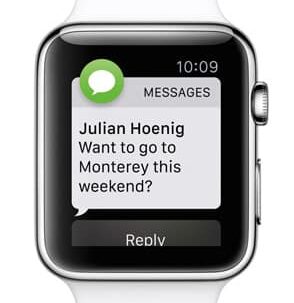 10:09
MESSAGES
Julian Hoenig
Want to go to
Monterey this
weekend?
Reply